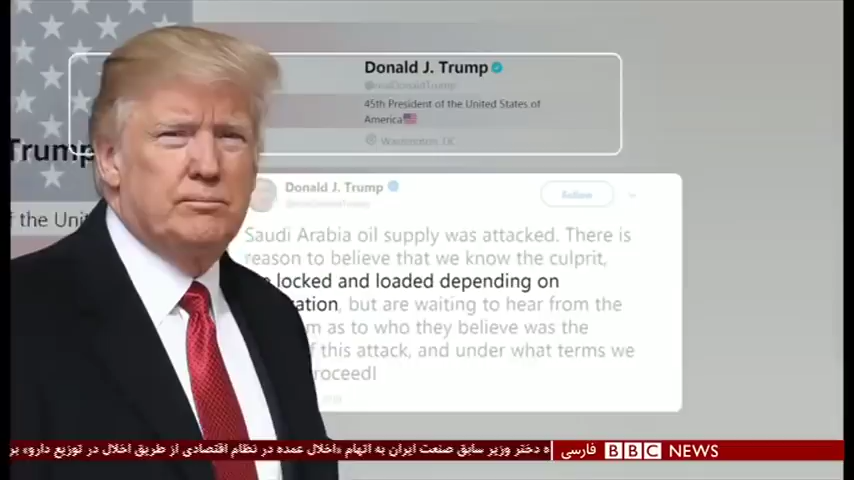 Donald J. Trump
@realDonaldTrump
45th President of the United States of
America
Washington, DC
Trump
f the Unit
Donald J. Trump
Follow
Saudi Arabia oil supply was attacked. There is
reason to believe that we know the culprit,
locked and loaded depending on
ation, but are waiting to hear from the
m as to who they believe was the
f this attack, and under what terms we
roceed!
ه دختر وزیر سابق صنعت ایران به اتهام «اخلال عمده در نظام اقتصادی از طریق اخلال در توزیع دارو» بر
فارسی BBC NEWS